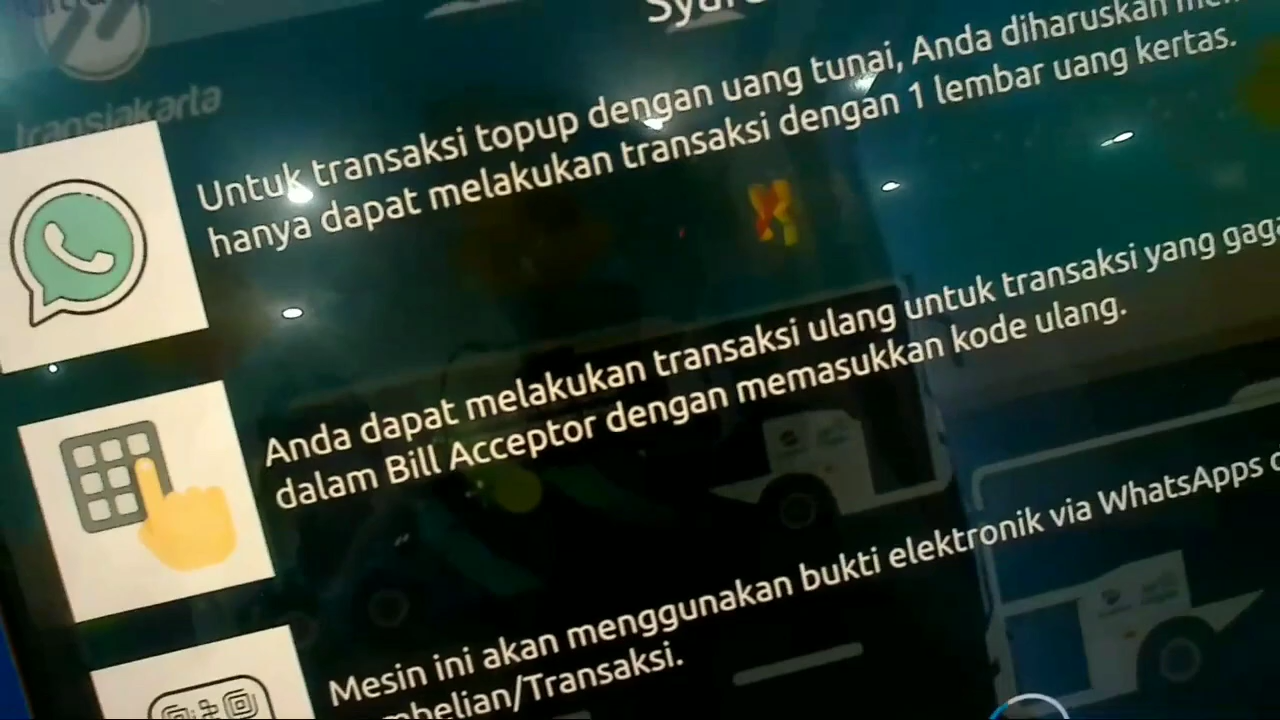 transjakarta
Untuk transaksi topup dengan uang tunai, Anda diharuskan
hanya dapat melakukan transaksi dengan 1 lembar uang kertas.
Anda dapat melakukan transaksi ulang untuk transaksi yang
dalam Bill Acceptor dengan memasukkan kode ulang.
Mesin ini akan menggunakan bukti elektronik via WhatsApps